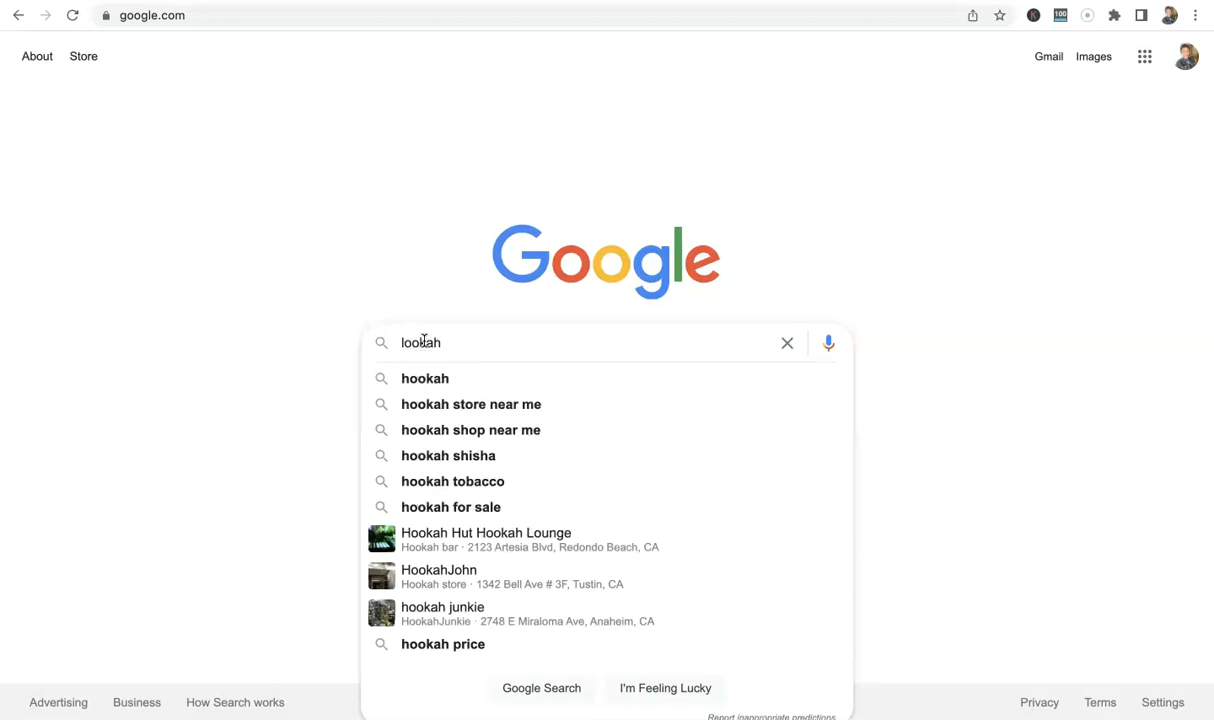 google.com
100
About Store Gmail Images
Google
lookah
hookah
hookah store near me
hookah shop near me
hookah shisha
hookah tobacco
hookah for sale
Hookah Hut Hookah Lounge
Hookah bar · 2123 Artesia Blvd, Redondo Beach, CA
HookahJohn
Hookah store · 1342 Bell Ave # 3F, Tustin, CA
hookah junkie
HookahJunkie · 2748 E Miraloma Ave, Anaheim, CA
hookah price
Google Search I'm Feeling Lucky
Advertising Business How Search works Privacy Terms Settings
Report inappropriate predictions